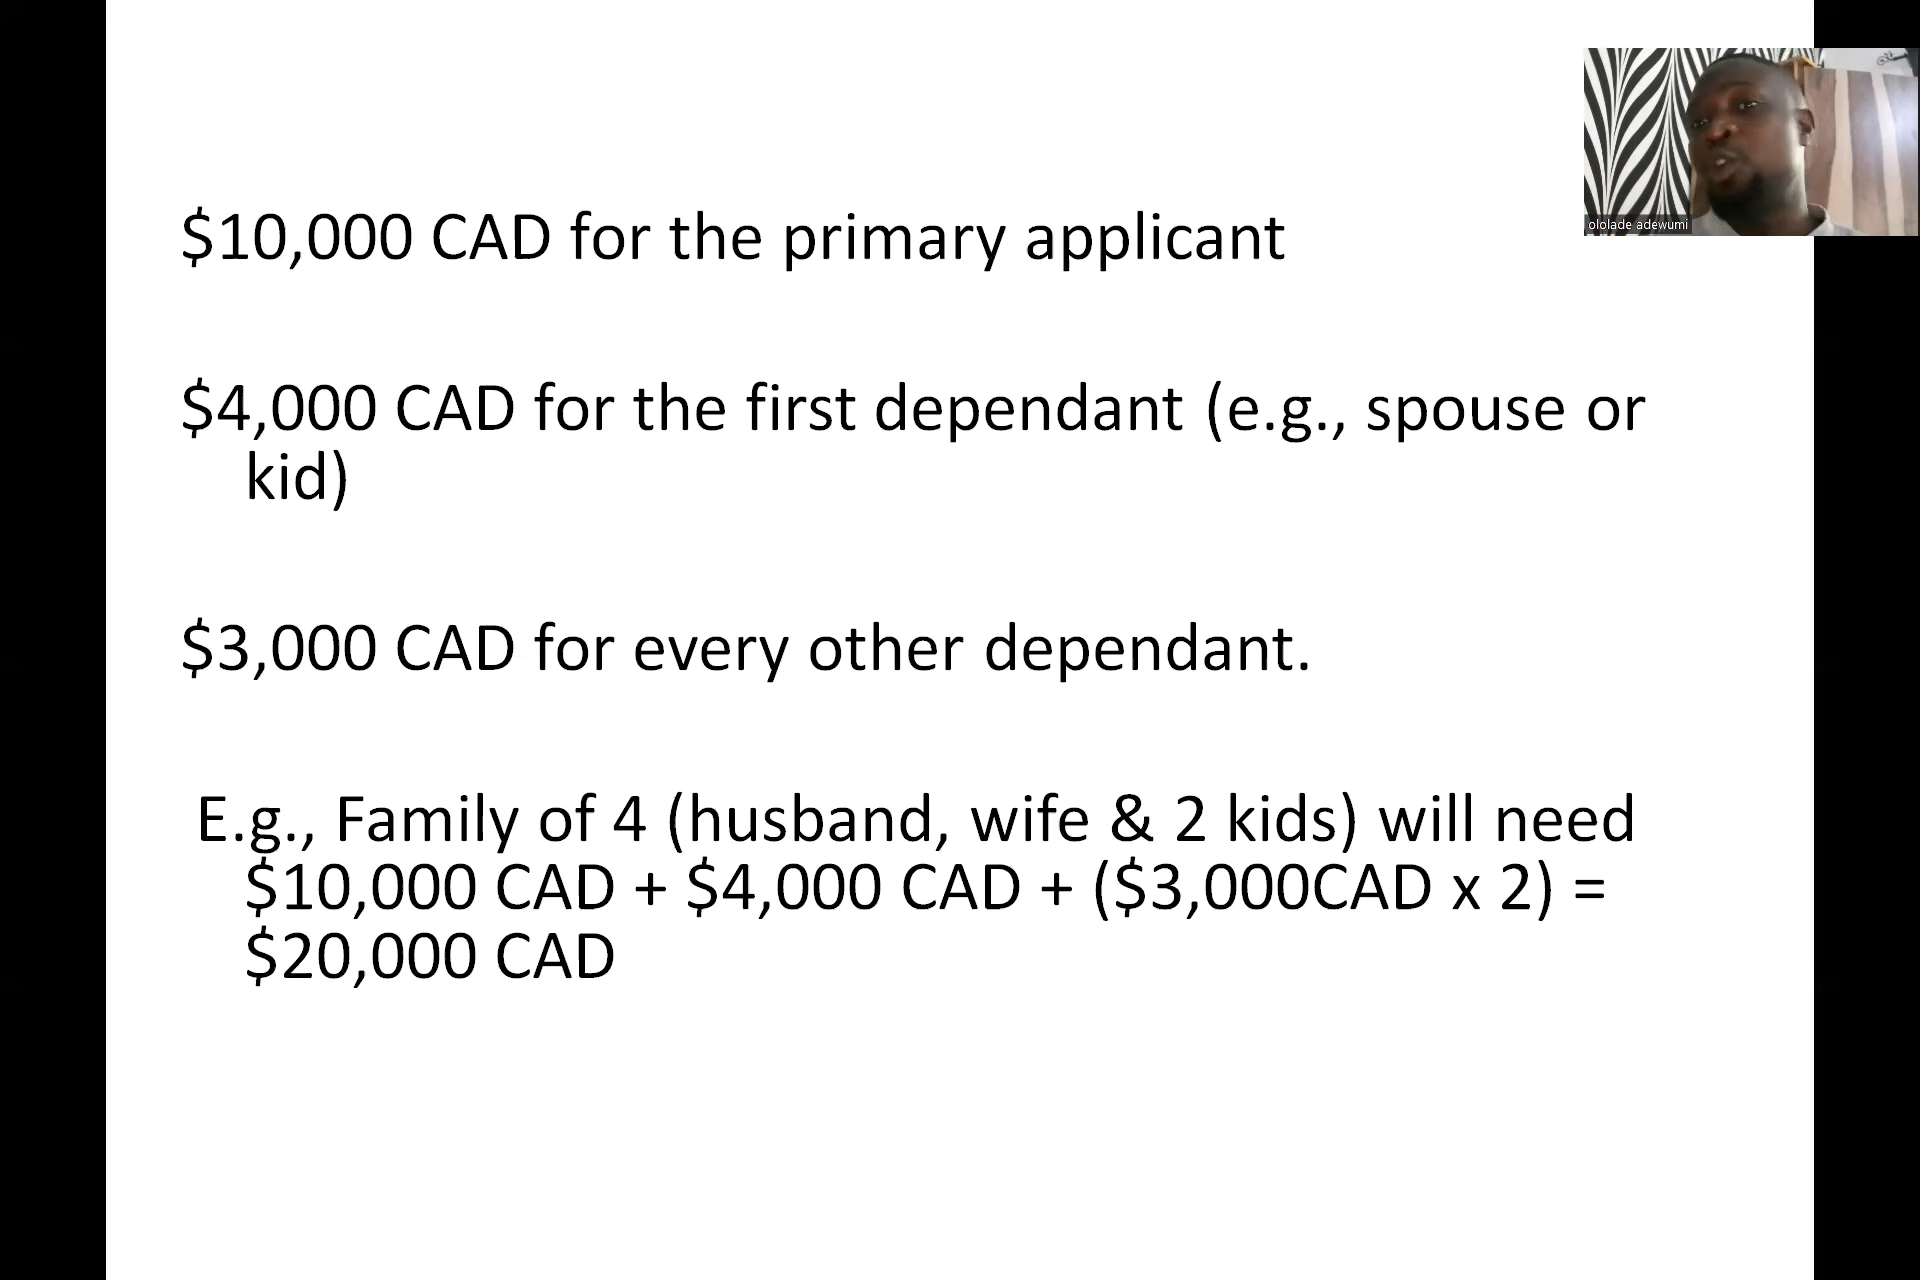 $10,000 CAD for the primary applicant
ololade adewumi
$4,000 CAD for the first dependant (e.g., spouse or
kid)
$3,000 CAD for every other dependant.
E.g., Family of 4 (husband, wife & 2 kids) will need
$10,000 CAD + $4,000 CAD + ($3,000CAD x 2) =
$20,000 CAD